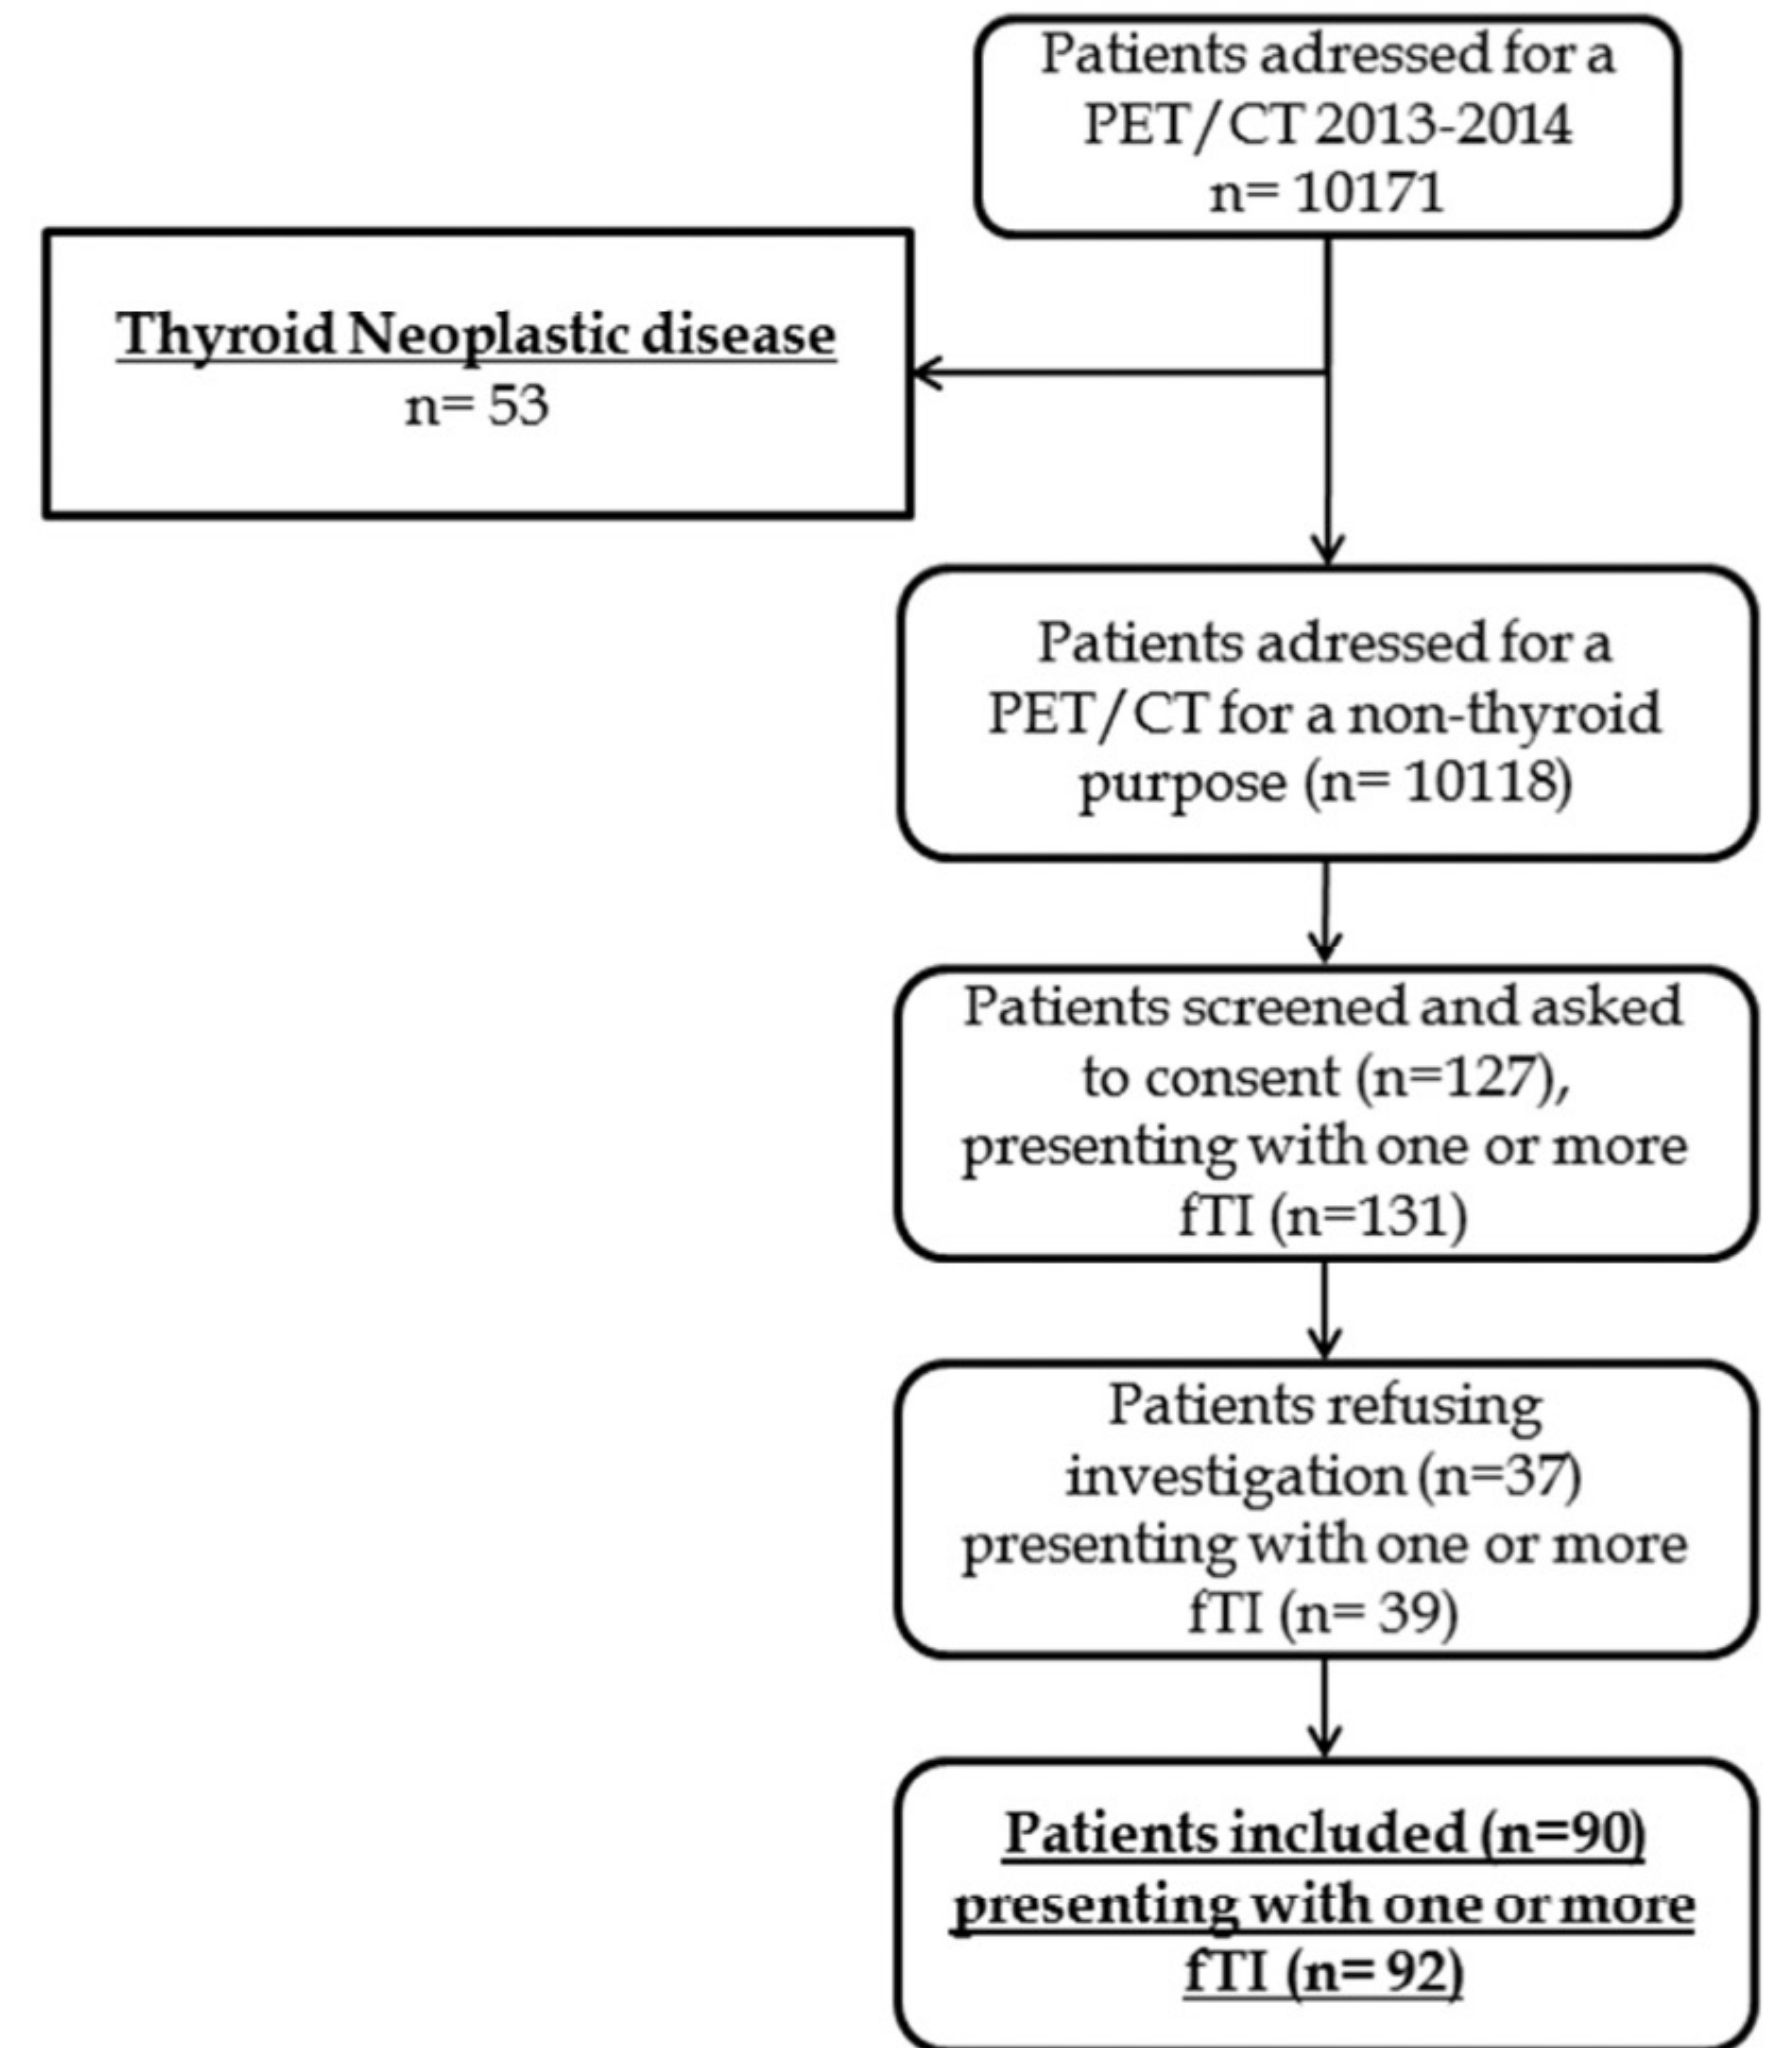 Patients adressed for a
PET/CT 2013-2014
n= 10171
Thyroid Neoplastic disease
n= 53
Patients adressed for a
PET/CT for a non-thyroid
purpose (n= 10118)
Patients screened and asked
to consent (n=127),
presenting with one or more
fTI (n=131)
Patients refusing
investigation (n=37)
presenting with one or more
fTI (n= 39)
Patients included (n=90)
presenting with one or more
fTI (n= 92)